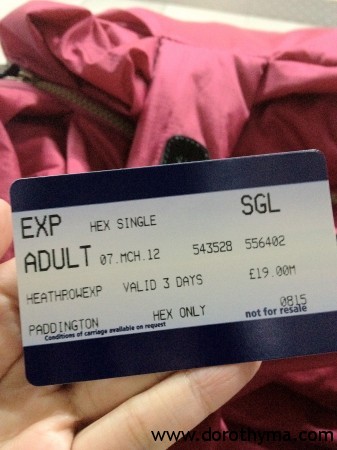 EXP HEX SINGLE SGL
ADULT 07.MCH.12 543528 556402
HEATHROWEXP VALID 3 DAYS £19.00M
0815
PADDINGTON HEX ONLY not for resale
Conditions of carriage available on request
www.dorothyma.com